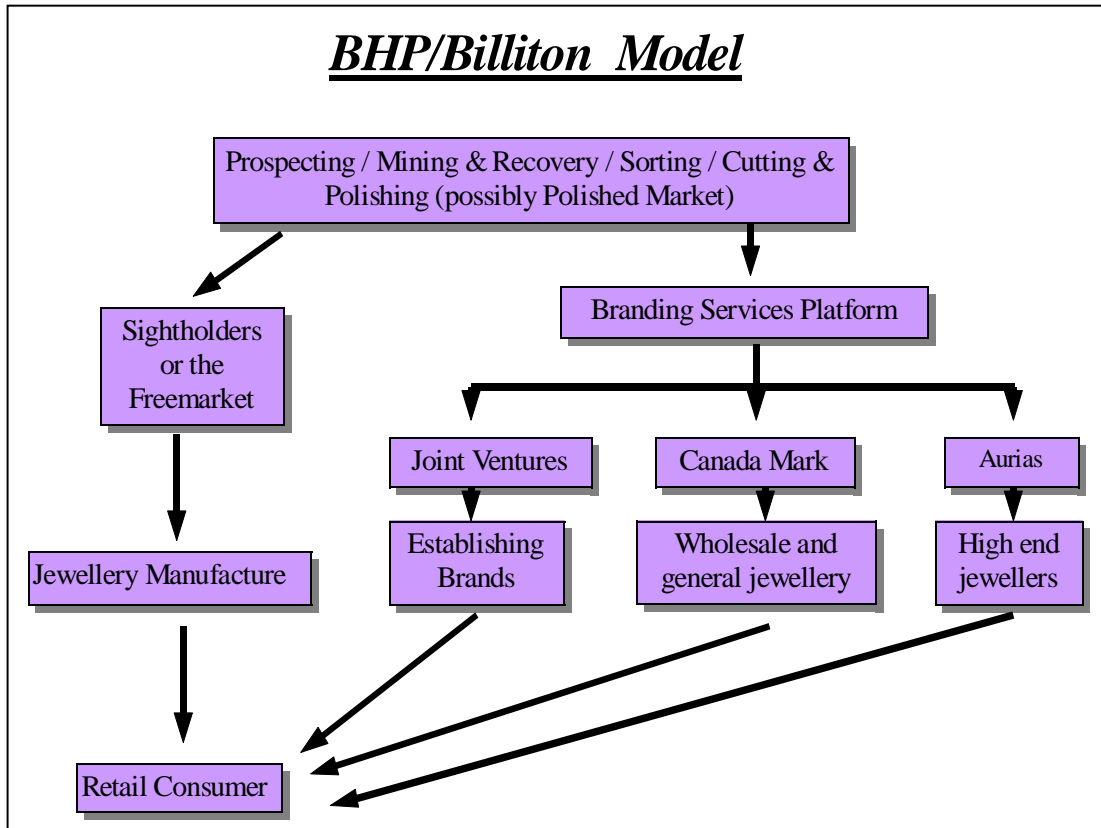 BHP/Billiton Model
Prospecting / Mining & Recovery / Sorting / Cutting &
Polishing (possibly Polished Market)
Sightholders
or the
Freemarket
Branding Services Platform
Joint Ventures
Canada Mark
Aurias
Jewellery Manufacture
Establishing
Brands
Wholesale and
general jewellery
High end
jewellers
Retail Consumer